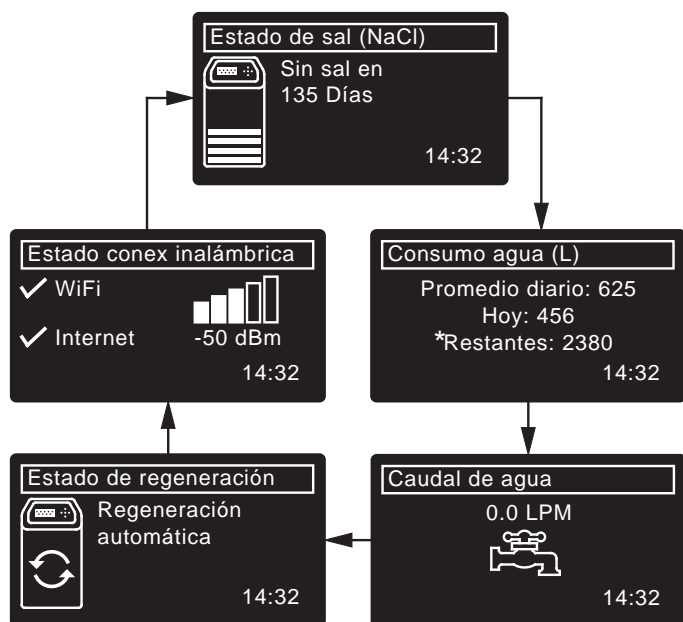 Estado de sal (NaCl)
Sin sal en
135 Días
14:32
Estado conex inalámbrica
WiFi
Internet
-50 dBm
14:32
Consumo agua (L)
Promedio diario: 625
Hoy: 456
*Restantes: 2380
14:32
Estado de regeneración
Regeneración
automática
14:32
Caudal de agua
0.0 LPM
14:32